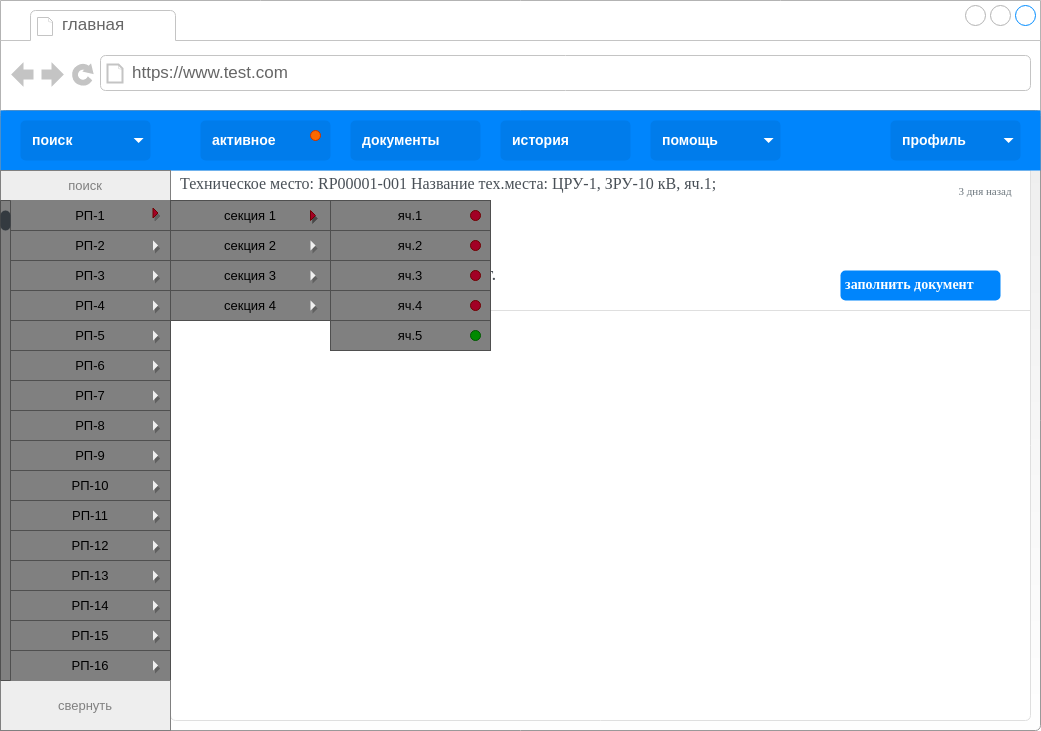 главная
https://www.test.com
поиск активное документы история помощь профиль
поиск
Техническое место: RP00001-001 Название тех.места: ЦРУ-1, ЗРУ-10 кВ, яч.1;
3 дня назад
РП-1 секция 1 яч.1
РП-2 секция 2 яч.2
РП-3 секция 3 яч.3
заполнить документ
РП-4 секция 4 яч.4
РП-5 яч.5
РП-6
РП-7
РП-8
РП-9
РП-10
РП-11
РП-12
РП-13
РП-14
РП-15
РП-16
свернуть